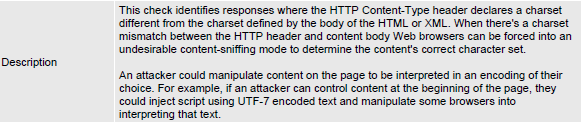 This check identifies responses where the HTTP Content-Type header declares a charset
different from the charset defined by the body of the HTML or XML. When there's a charset
mismatch between the HTTP header and content body Web browsers can be forced into an
undesirable content-sniffing mode to determine the content's correct character set.
Description
An attacker could manipulate content on the page to be interpreted in an encoding of their
choice. For example, if an attacker can control content at the beginning of the page, they
could inject script using UTF-7 encoded text and manipulate some browsers into
interpreting that text.